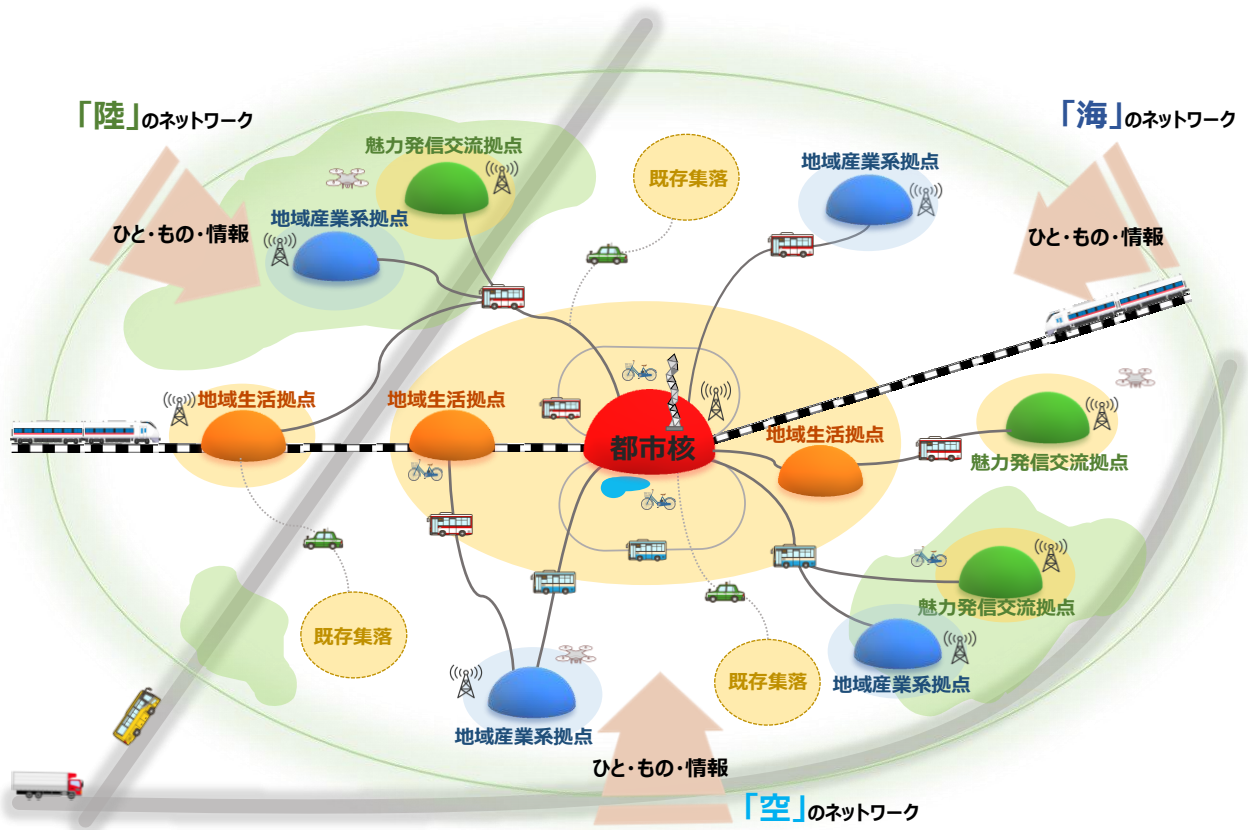 「陸」のネットワーク
「海」のネットワーク
魅力発信交流拠点
既存集落
地域産業系拠点
地域産業系拠点
ひと・もの・情報
ひと・もの・情報
地域生活拠点
地域生活拠点
都市核
地域生活拠点
魅力発信交流拠点
魅力発信交流拠点
既存集落
既存集落
地域産業系拠点
地域産業系拠点
ひと・もの・情報
「空」のネットワーク